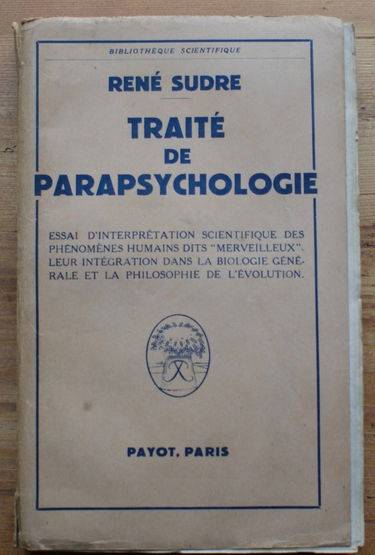 BIBLIOTHÈQUE SCIENTIFIQUE
RENÉ SUDRE
TRAITÉ
DE
PARAPSYCHOLOGIE
ESSAI D'INTERPRÉTATION SCIENTIFIQUE DES
PHENOMÈNES HUMAINS DITS "MERVEILLEUX".
LEUR INTÉGRATION DANS LA BIOLOGIE GÉNÉ-
RALE ET LA PHILOSOPHIE DE L'ÉVOLUTION.
PAYOT, PARIS